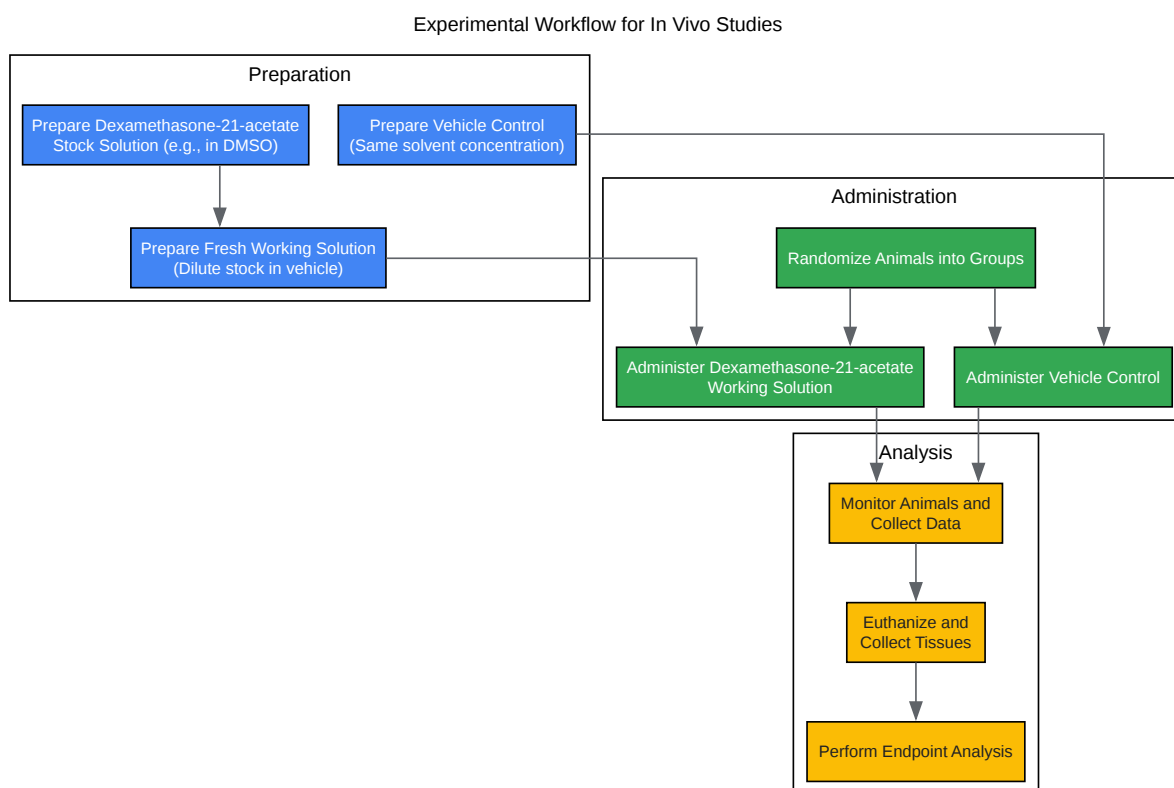 Experimental Workflow for In Vivo Studies
Preparation
Prepare Dexamethasone-21-acetate
Stock Solution (e.g., in DMSO)
Prepare Vehicle Control
(Same solvent concentration)
Prepare Fresh Working Solution
(Dilute stock in vehicle)
Administration
Randomize Animals into Groups
Administer Dexamethasone-21-acetate
Working Solution
Administer Vehicle Control
Analysis
Monitor Animals and
Collect Data
Euthanize and
Collect Tissues
Perform Endpoint Analysis